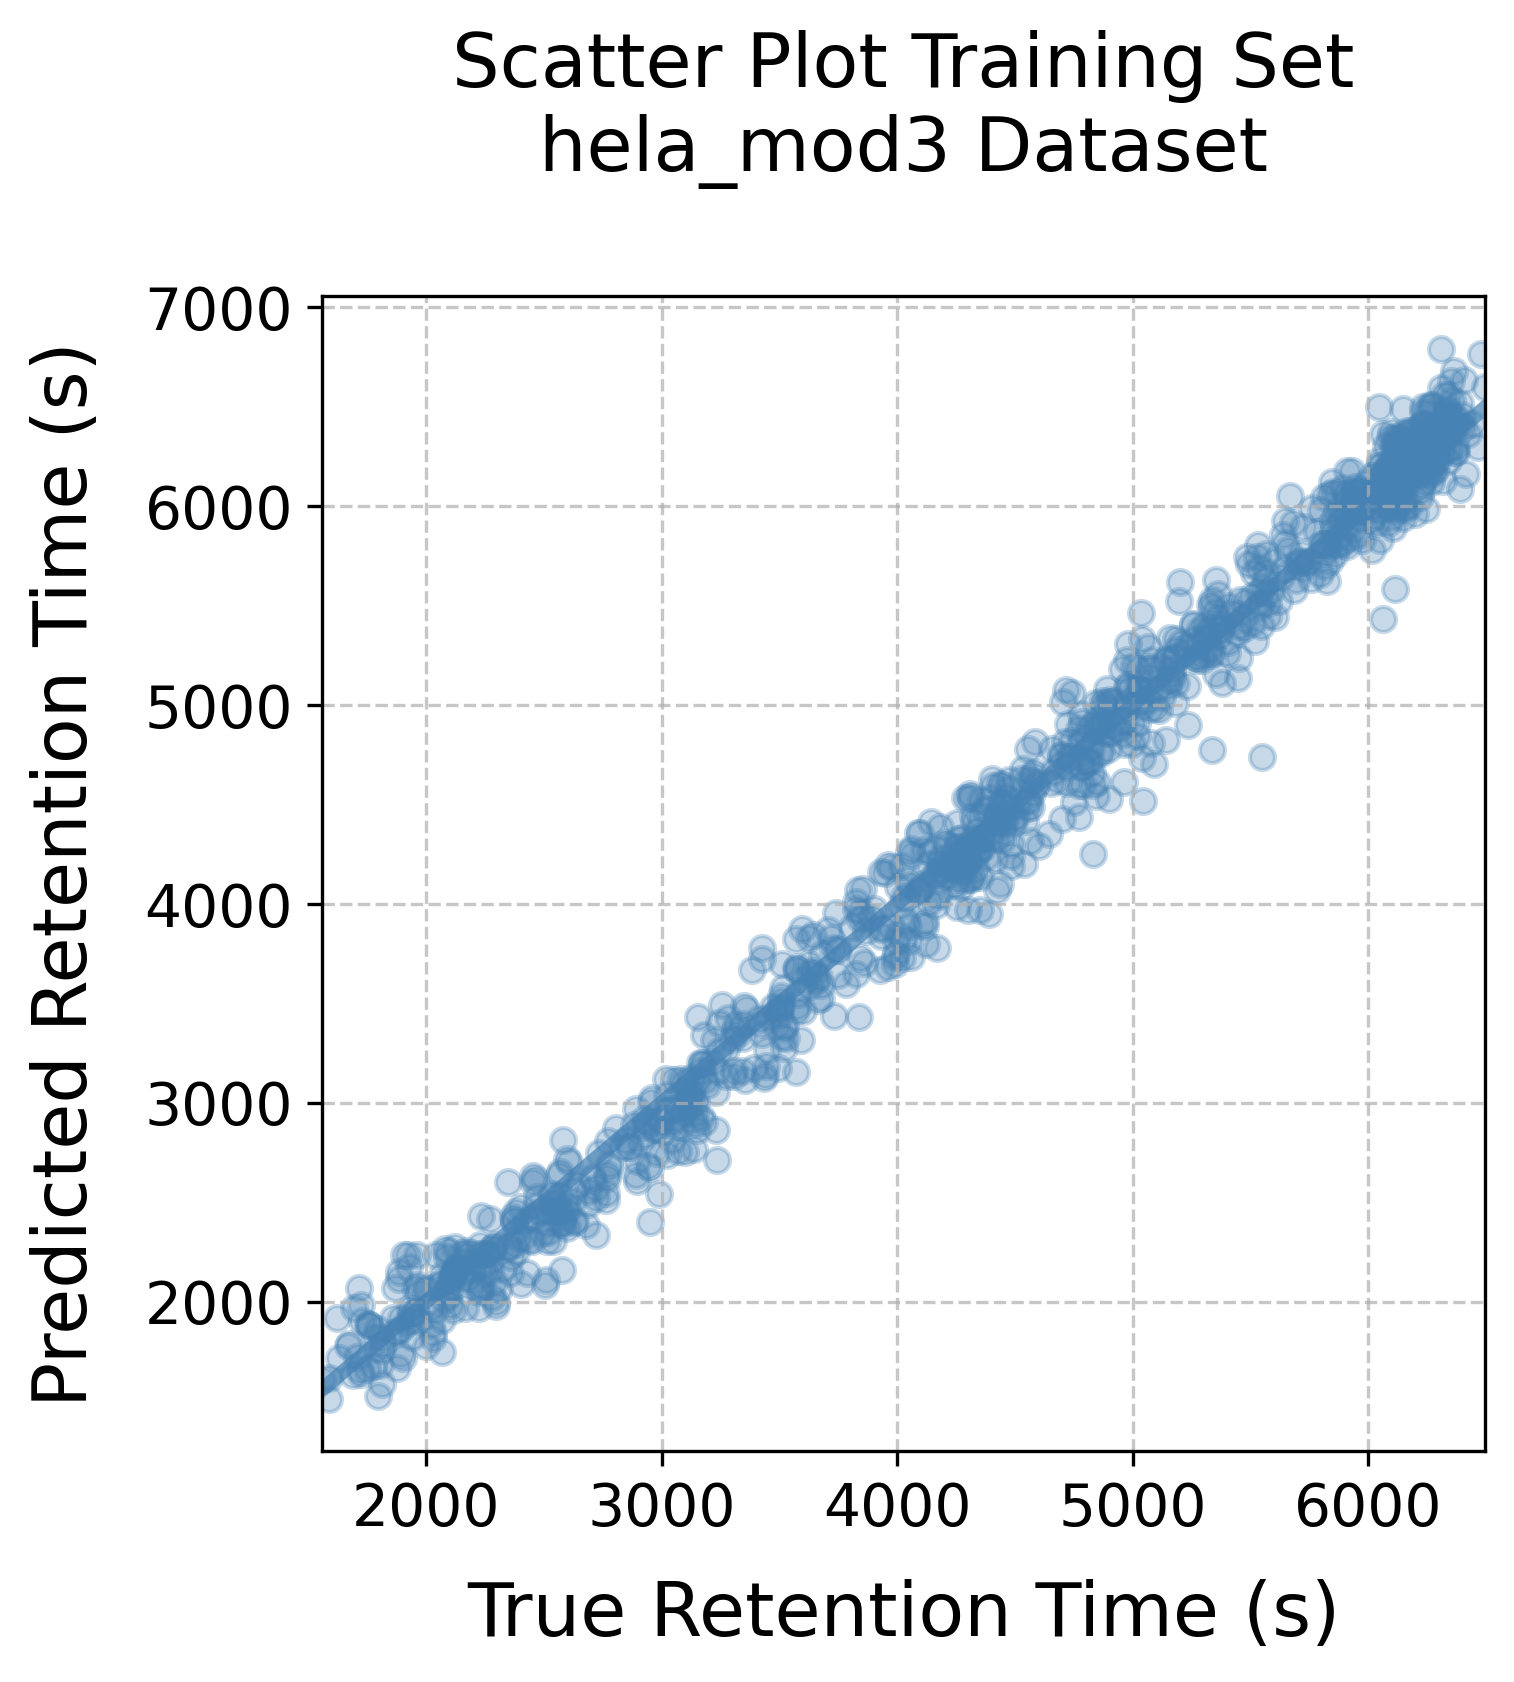 Scatter Plot Training Set
hela_mod3 Dataset
Predicted Retention Time (s)
7000
6000
5000
4000
3000
2000
2000 3000 4000 5000 6000
True Retention Time (s)